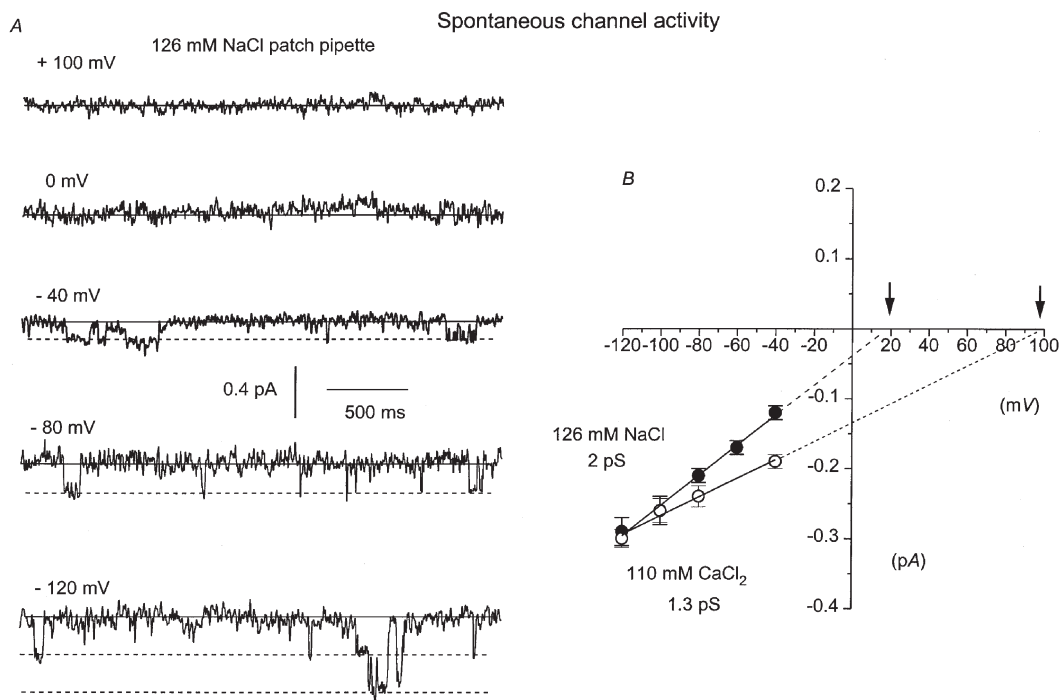 Spontaneous channel activity
A
126 mM NaCl patch pipette
+ 100 mV
0 mV
- 40 mV
0.4 pA
500 ms
- 80 mV
- 120 mV
B
0.2
0.1
-120 -100 -80 -60 -40 -20 0 20 40 60 80 100
-0.1
(mV)
126 mM NaCl
2 pS
-0.2
-0.3
(pA)
110 mM CaCl₂
1.3 pS
-0.4